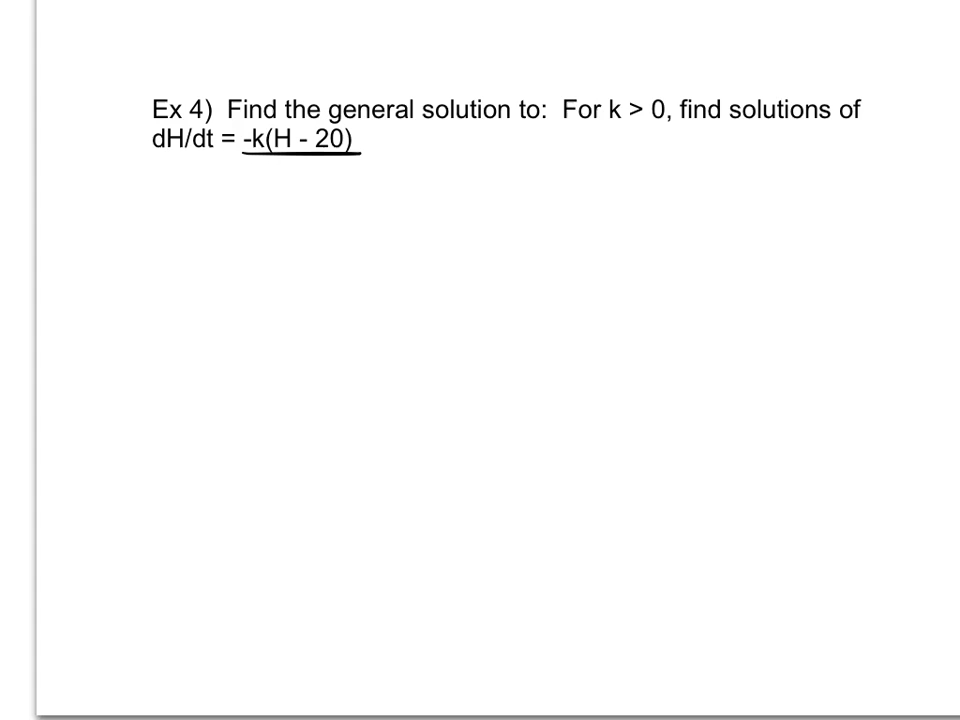 Ex 4)  Find the general solution to:  For k > 0, find solutions of
dH/dt = -k(H - 20)